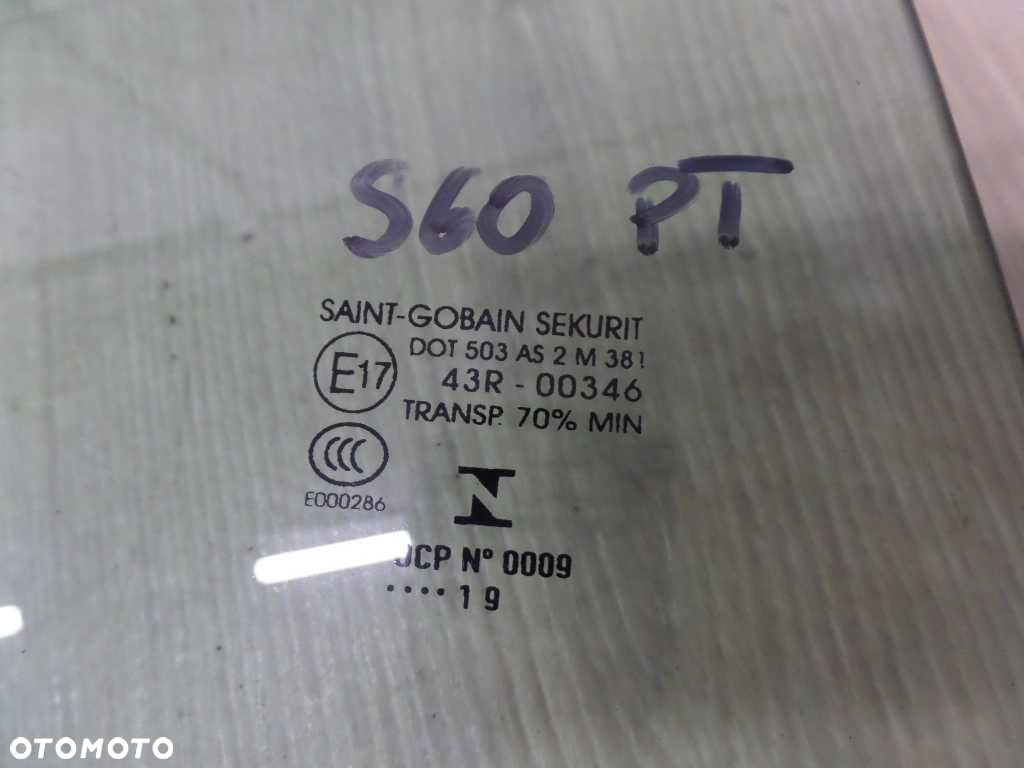 S60 PT
SAINT-GOBAIN SEKURIT
DOT 503 AS 2 M 381
E17
43R - 00346
TRANSP. 70% MIN
CCC
E000286
N° 0009
.... 19
OTOMOTO